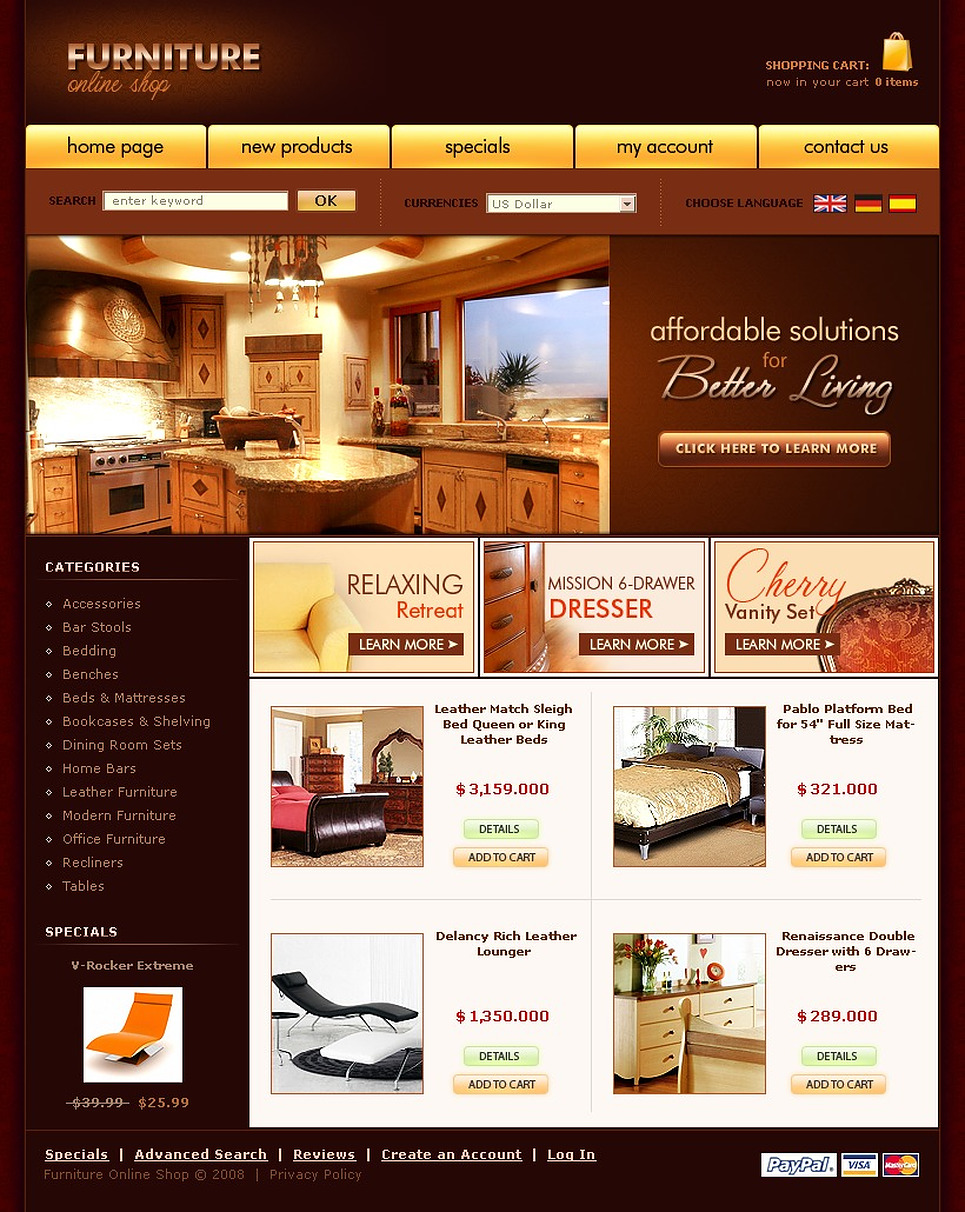 FURNITURE
online shop
SHOPPING CART:
now in your cart 0 items
home page
new products
specials
my account
contact us
SEARCH
enter keyword
OK
CURRENCIES
US Dollar
CHOOSE LANGUAGE
affordable solutions
for
Better Living
CLICK HERE TO LEARN MORE
CATEGORIES
Accessories
Bar Stools
Bedding
Benches
Beds & Mattresses
Bookcases & Shelving
Dining Room Sets
Home Bars
Leather Furniture
Modern Furniture
Office Furniture
Recliners
Tables
SPECIALS
V-Rocker Extreme
$39.99 $25.99
RELAXING
Retreat
LEARN MORE ➤
MISSION 6-DRAWER
DRESSER
LEARN MORE ➤
Cherry
Vanity Set
LEARN MORE ➤
Leather Match Sleigh
Bed Queen or King
Leather Beds
$ 3,159.000
DETAILS
ADD TO CART
Pablo Platform Bed
for 54" Full Size Mat-
tress
$ 321.000
DETAILS
ADD TO CART
Delancy Rich Leather
Lounger
$ 1,350.000
DETAILS
ADD TO CART
Renaissance Double
Dresser with 6 Draw-
ers
$ 289.000
DETAILS
ADD TO CART
Specials | Advanced Search | Reviews | Create an Account | Log In
Furniture Online Shop © 2008 | Privacy Policy
PayPal®
VISA
MasterCard